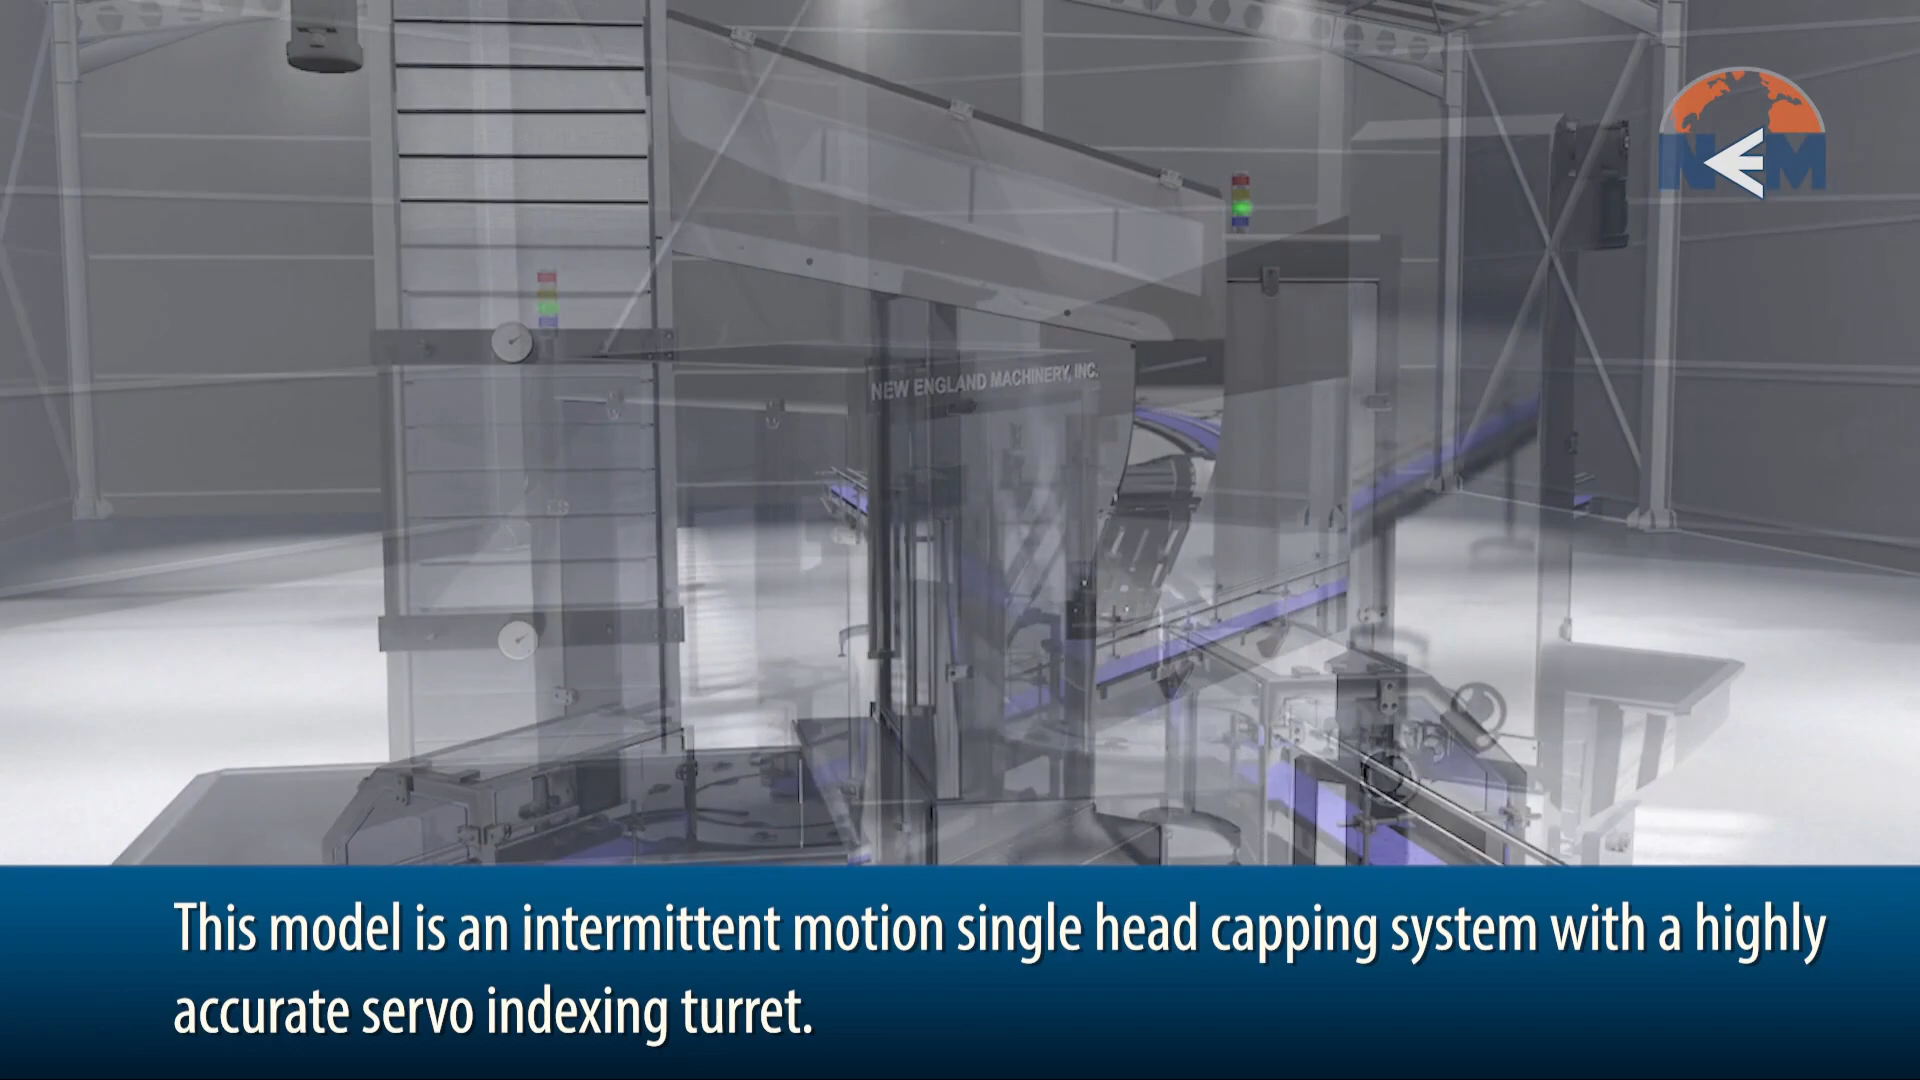 NEM
NEW ENGLAND MACHINERY, INC.
This model is an intermittent motion single head capping system with a highly
accurate servo indexing turret.